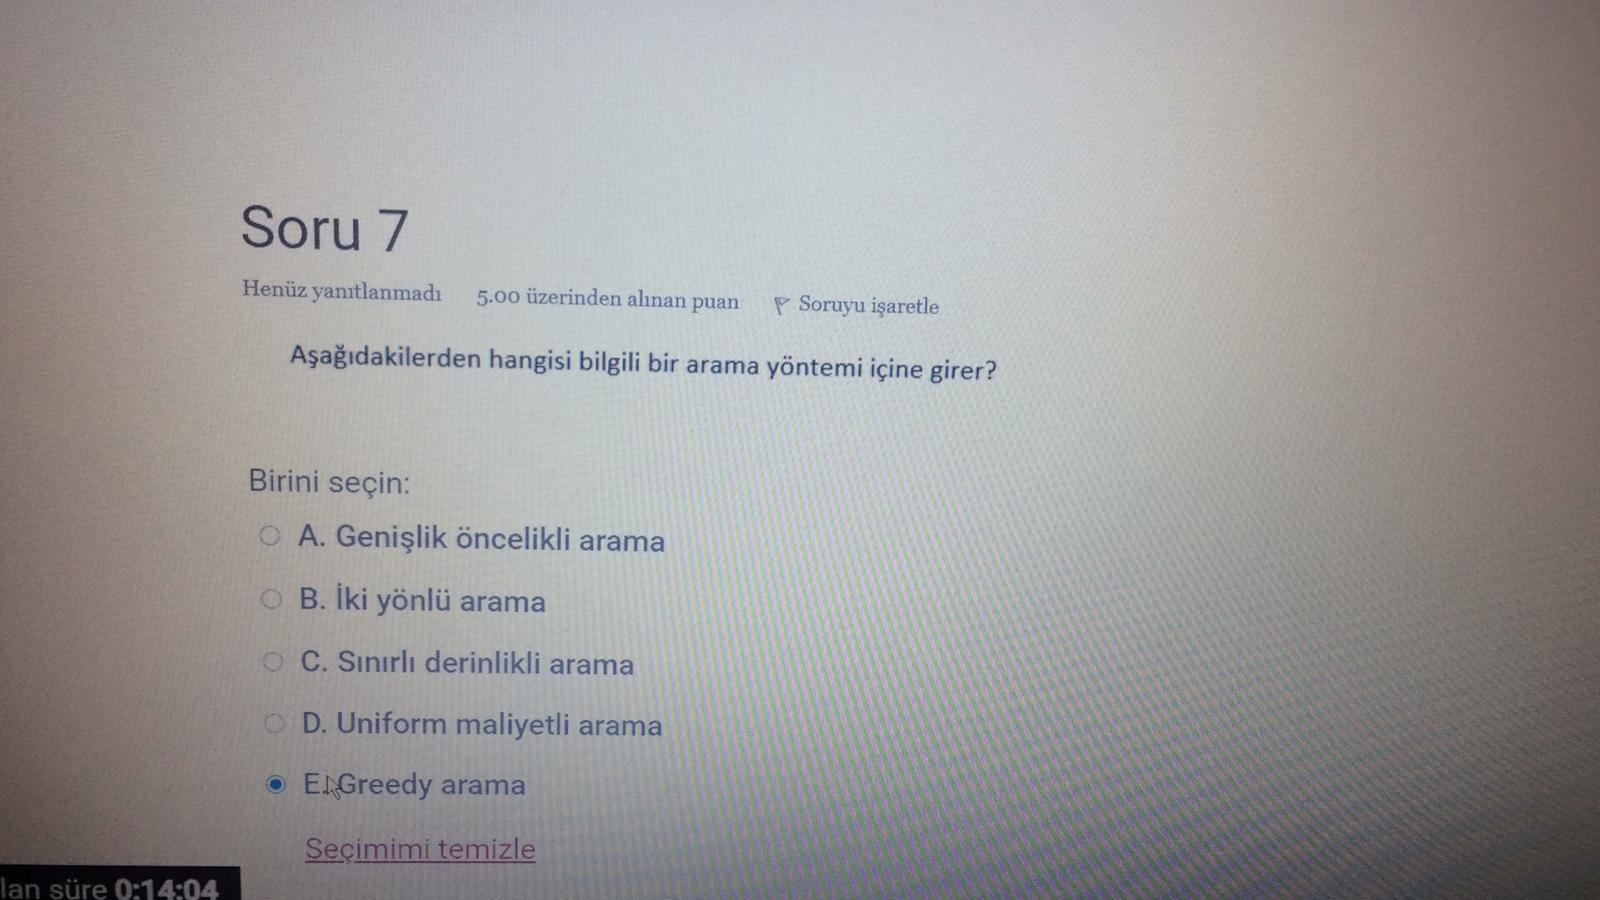 Soru 7
Henüz yanıtlanmadı 5.00 üzerinden alınan puan Soruyu işaretle
Aşağıdakilerden hangisi bilgili bir arama yöntemi içine girer?
Birini seçin:
A. Genişlik öncelikli arama
B. İki yönlü arama
C. Sınırlı derinlikli arama
D. Uniform maliyetli arama
E. Greedy arama
Seçimimi temizle
lan süre 0:14:04